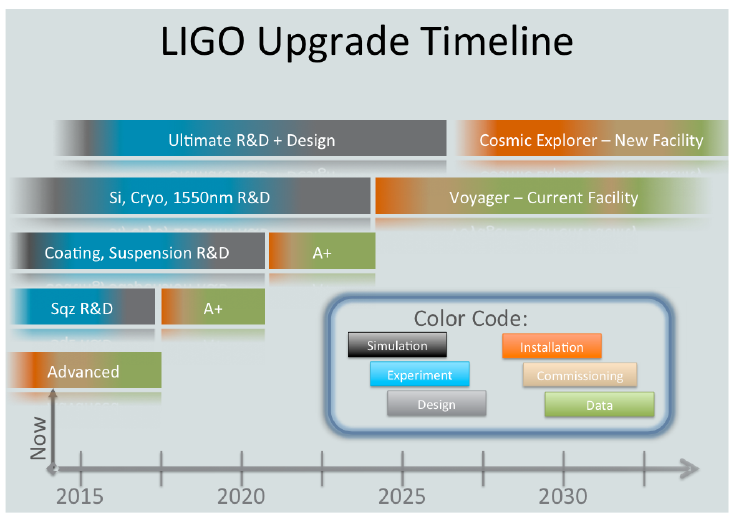 LIGO Upgrade Timeline
Ultimate R&D + Design
Cosmic Explorer – New Facility
Si, Cryo, 1550nm R&D
Voyager – Current Facility
Coating, Suspension R&D
A+
Sqz R&D
A+
Advanced
Color Code:
Simulation
Installation
Experiment
Commissioning
Design
Data
Now
2015
2020
2025
2030